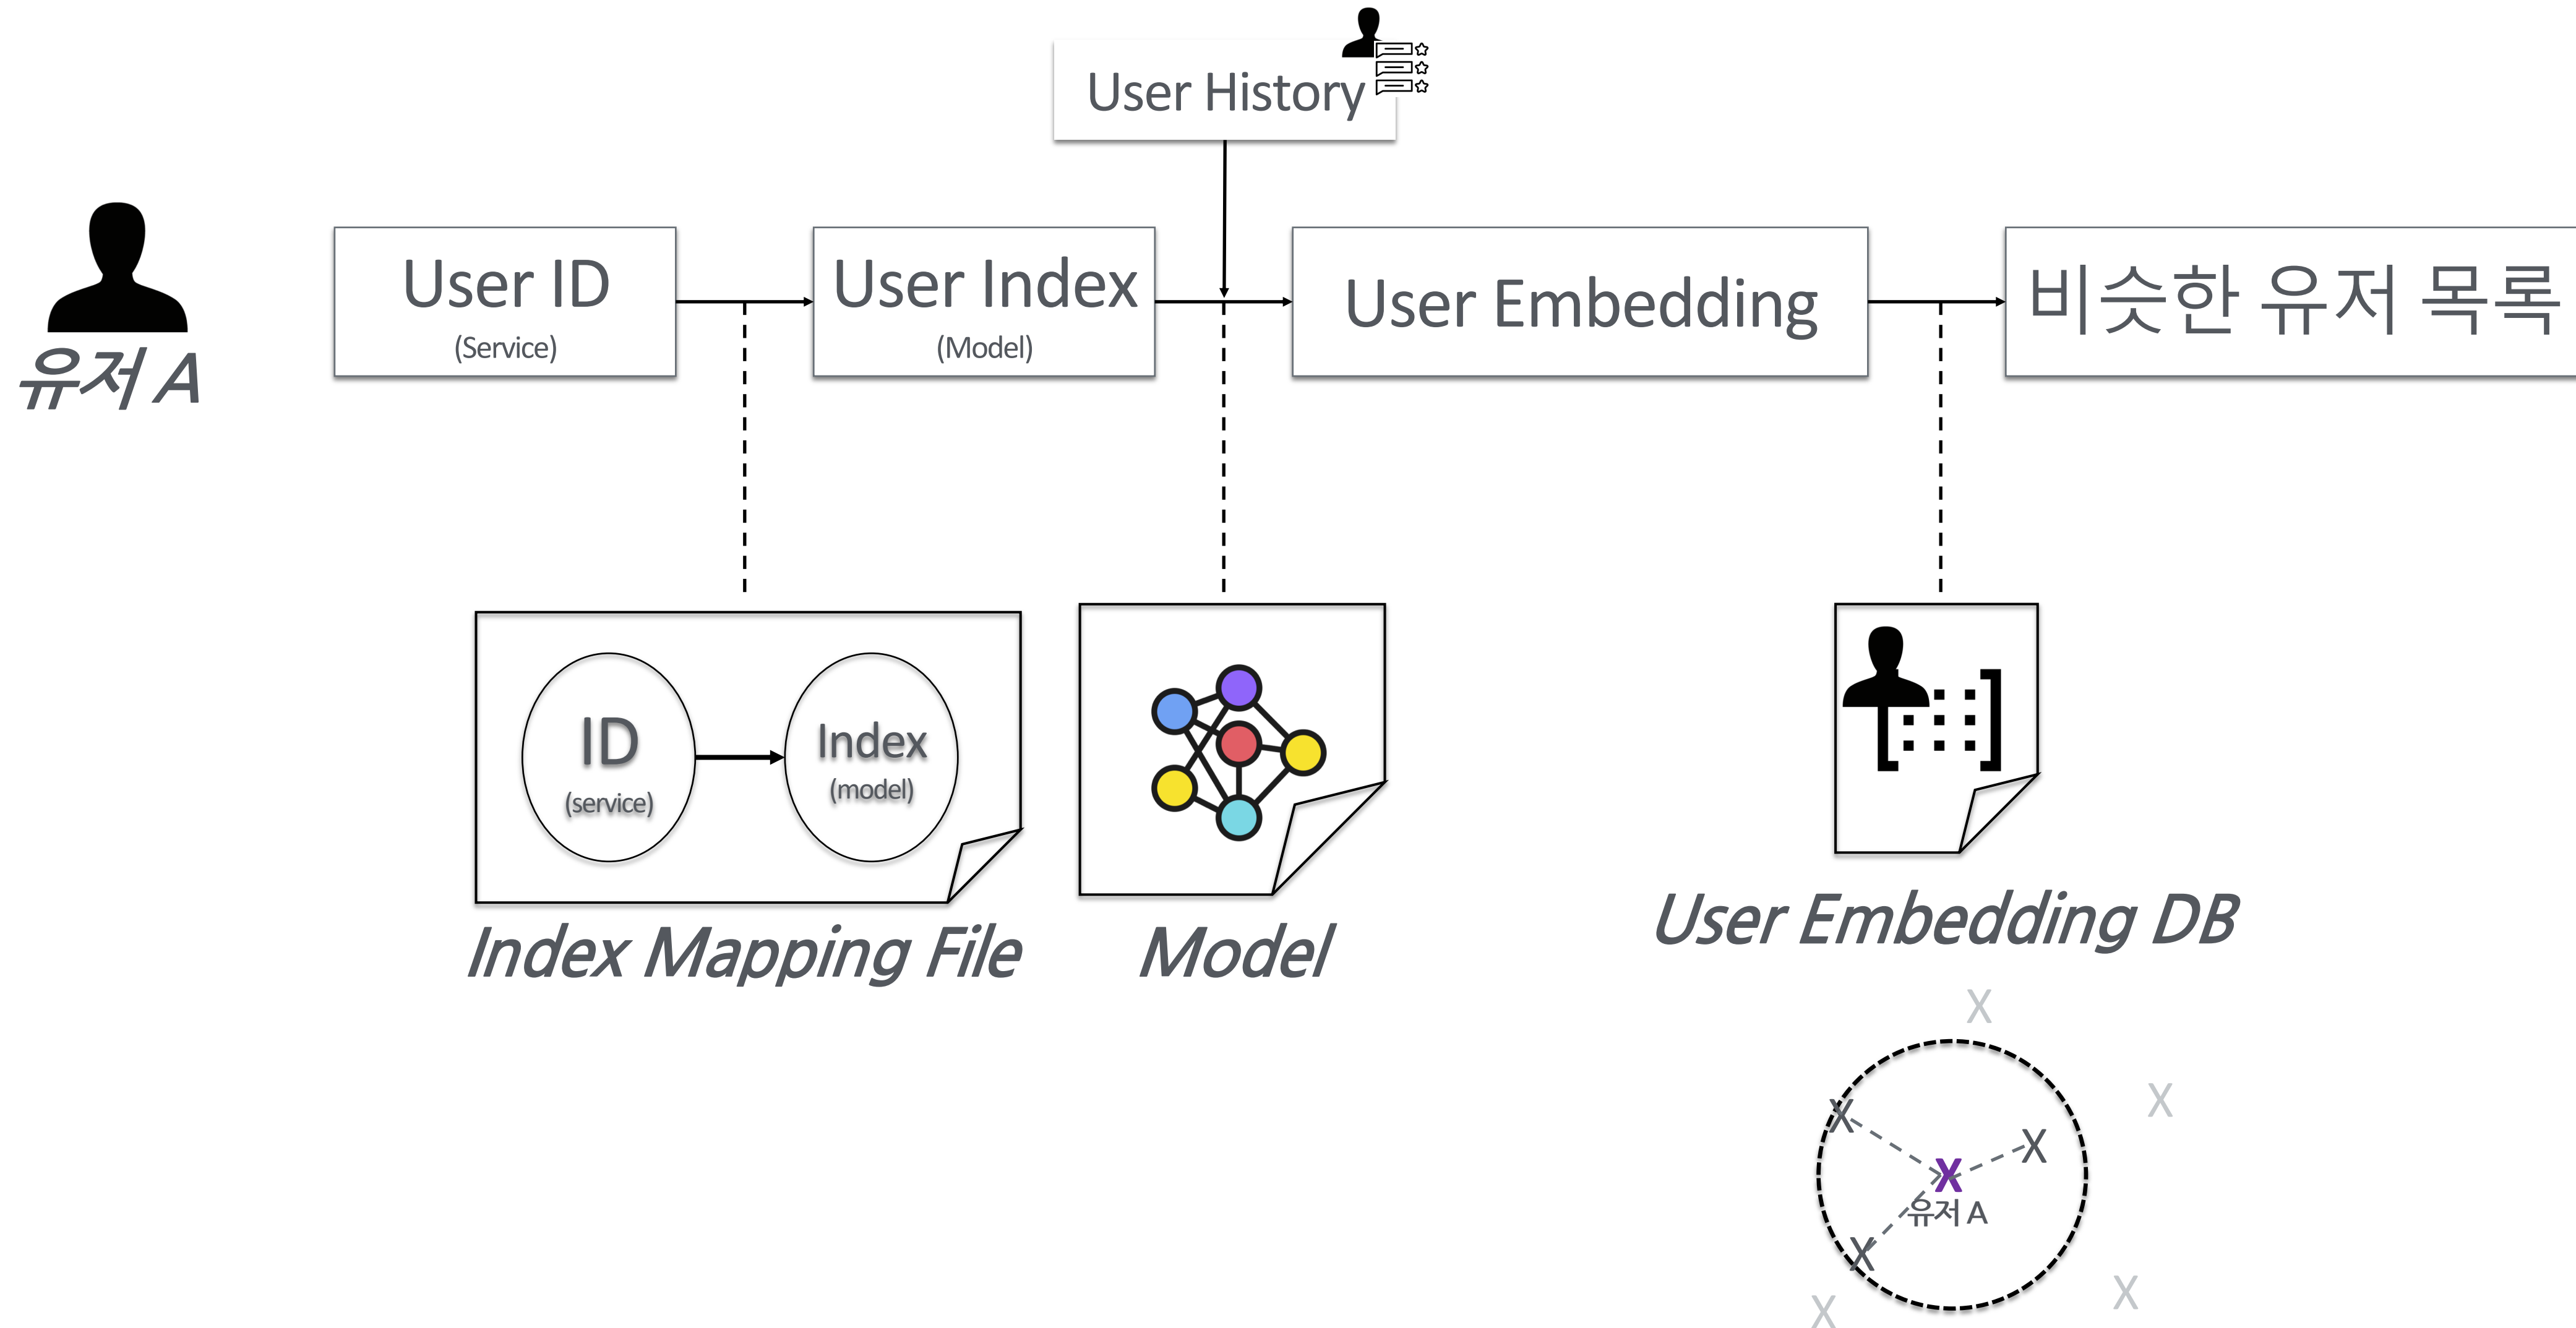 User History
유저 A
User ID
(Service)
User Index
(Model)
User Embedding
비슷한 유저 목록
ID
(service)
Index
(model)
Index Mapping File
Model
User Embedding DB
X
X
X
X
X
유저 A
X
X
X